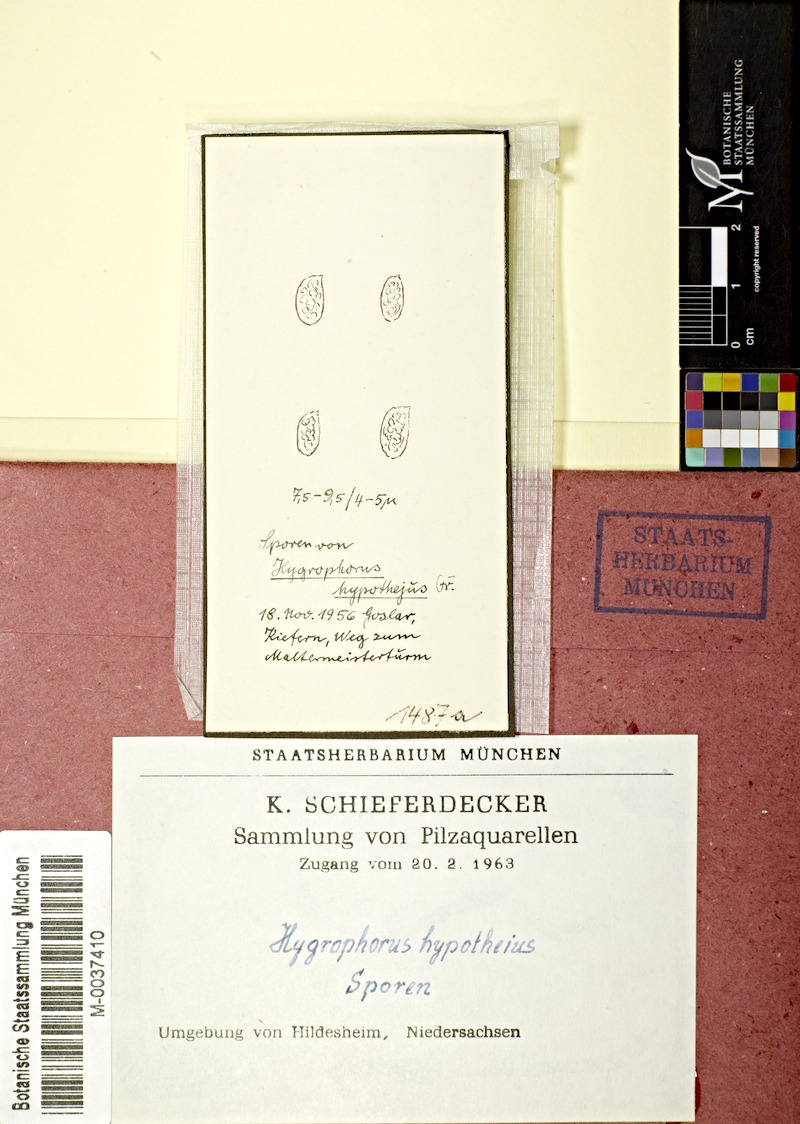 BOTANISCHE
STAATSSAMMLUNG
MÜNCHEN
copyright reserved
0 1 2
cm
7,5-9,5/4-5µ
Sporen von
Hygrophorus
hypothejus Fr.
18. Nov. 1956 Goslar,
Kiefern, Weg zum
Maltermeisterturm
1487a
STAATS-
HERBARIUM
MÜNCHEN
STAATSHERBARIUM MÜNCHEN
K. SCHIEFERDECKER
Sammlung von Pilzaquarellen
Zugang vom 20. 2. 1963
Hygrophorus hypotheius
Sporen
Umgebung von Hildesheim, Niedersachsen
Botanische Staatssammlung München
M-0037410